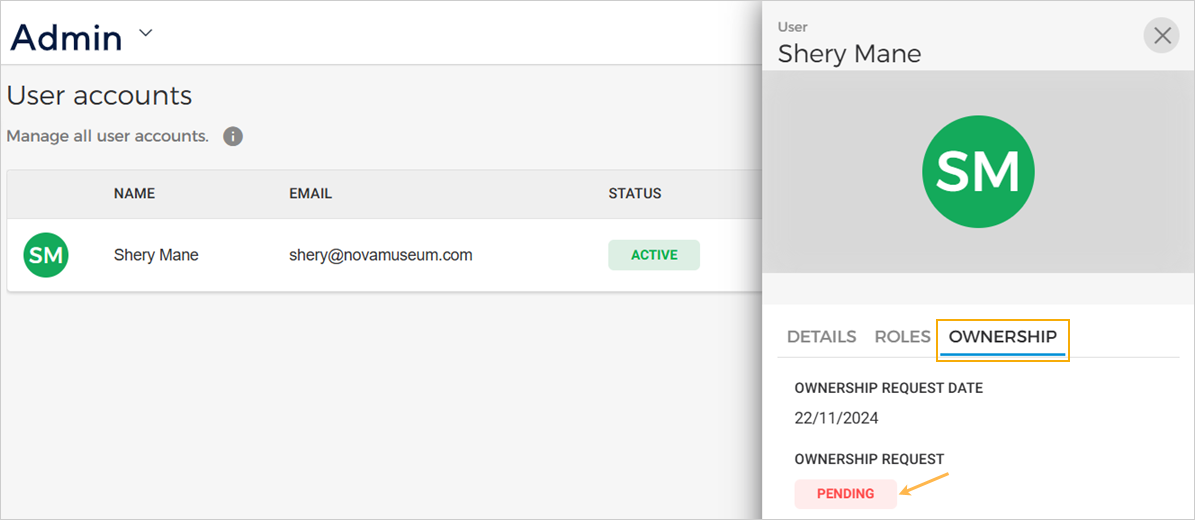 Admin
User accounts
Manage all user accounts.
NAME EMAIL STATUS
SM Shery Mane shery@novamuseum.com ACTIVE
User
Shery Mane
SM
DETAILS ROLES OWNERSHIP
OWNERSHIP REQUEST DATE
22/11/2024
OWNERSHIP REQUEST
PENDING